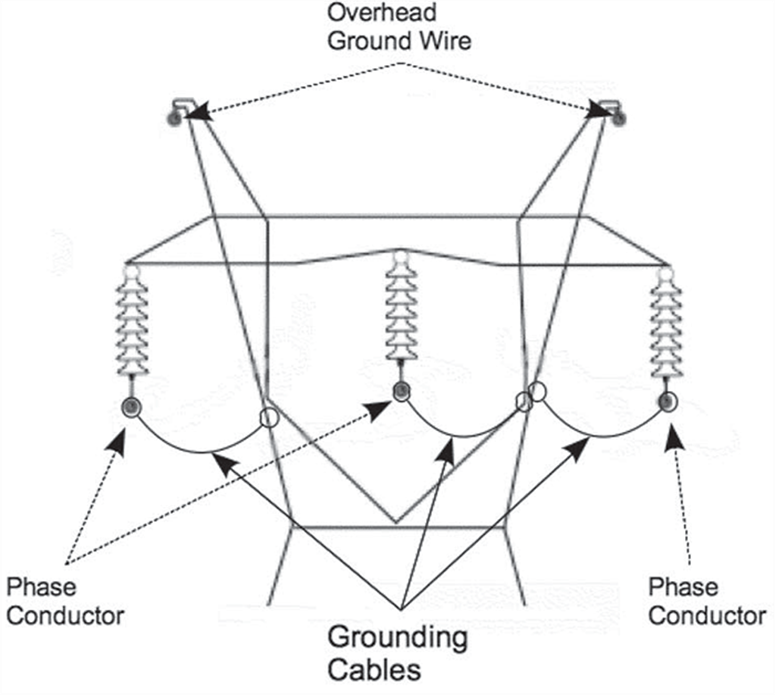 Overhead
Ground Wire
Phase
Conductor
Grounding
Cables
Phase
Conductor